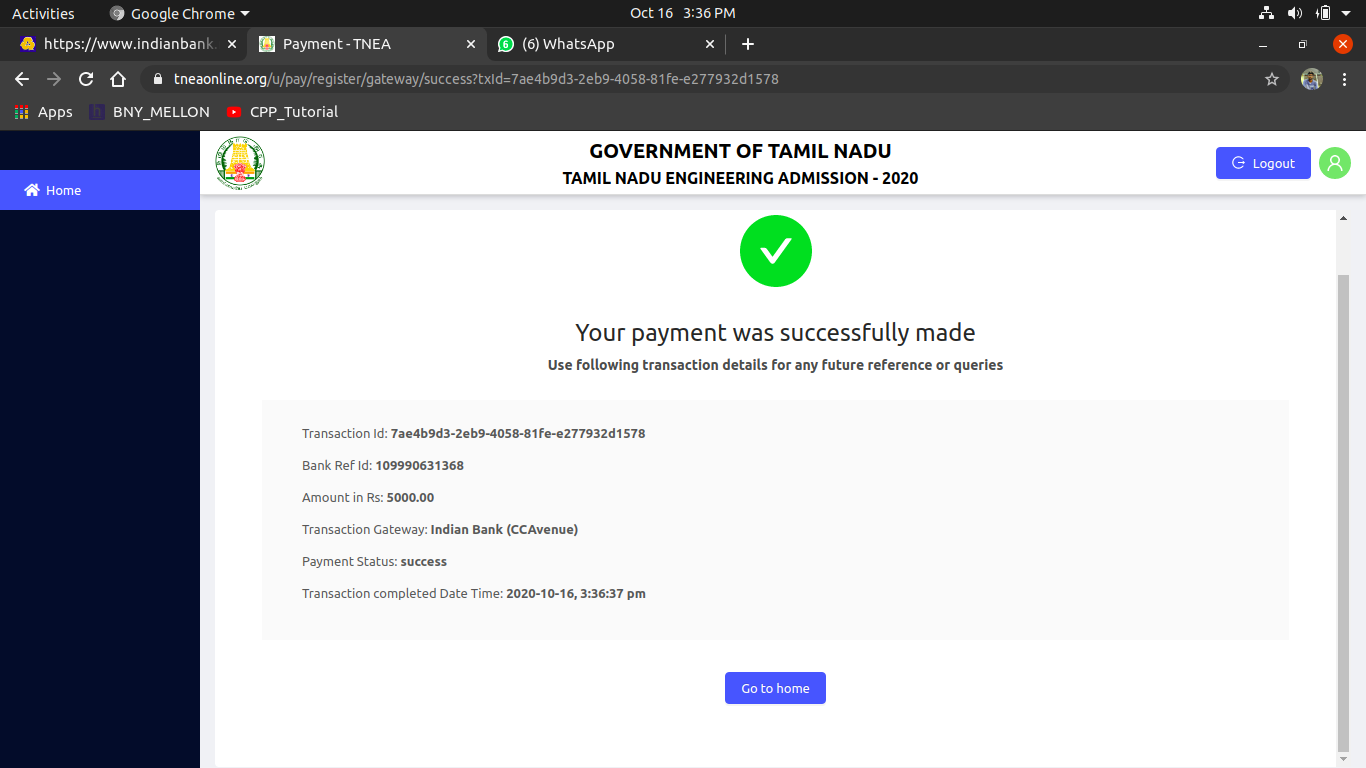 Activities Google Chrome Oct 16 3:36 PM
https://www.indianbank. Payment - TNEA (6) WhatsApp
tneaonline.org/u/pay/register/gateway/success?txId=7ae4b9d3-2eb9-4058-81fe-e277932d1578
Apps BNY_MELLON CPP_Tutorial
GOVERNMENT OF TAMIL NADU
TAMIL NADU ENGINEERING ADMISSION - 2020
Logout
Home
Your payment was successfully made
Use following transaction details for any future reference or queries
Transaction Id: 7ae4b9d3-2eb9-4058-81fe-e277932d1578
Bank Ref Id: 109990631368
Amount in Rs: 5000.00
Transaction Gateway: Indian Bank (CCAvenue)
Payment Status: success
Transaction completed Date Time: 2020-10-16, 3:36:37 pm
Go to home